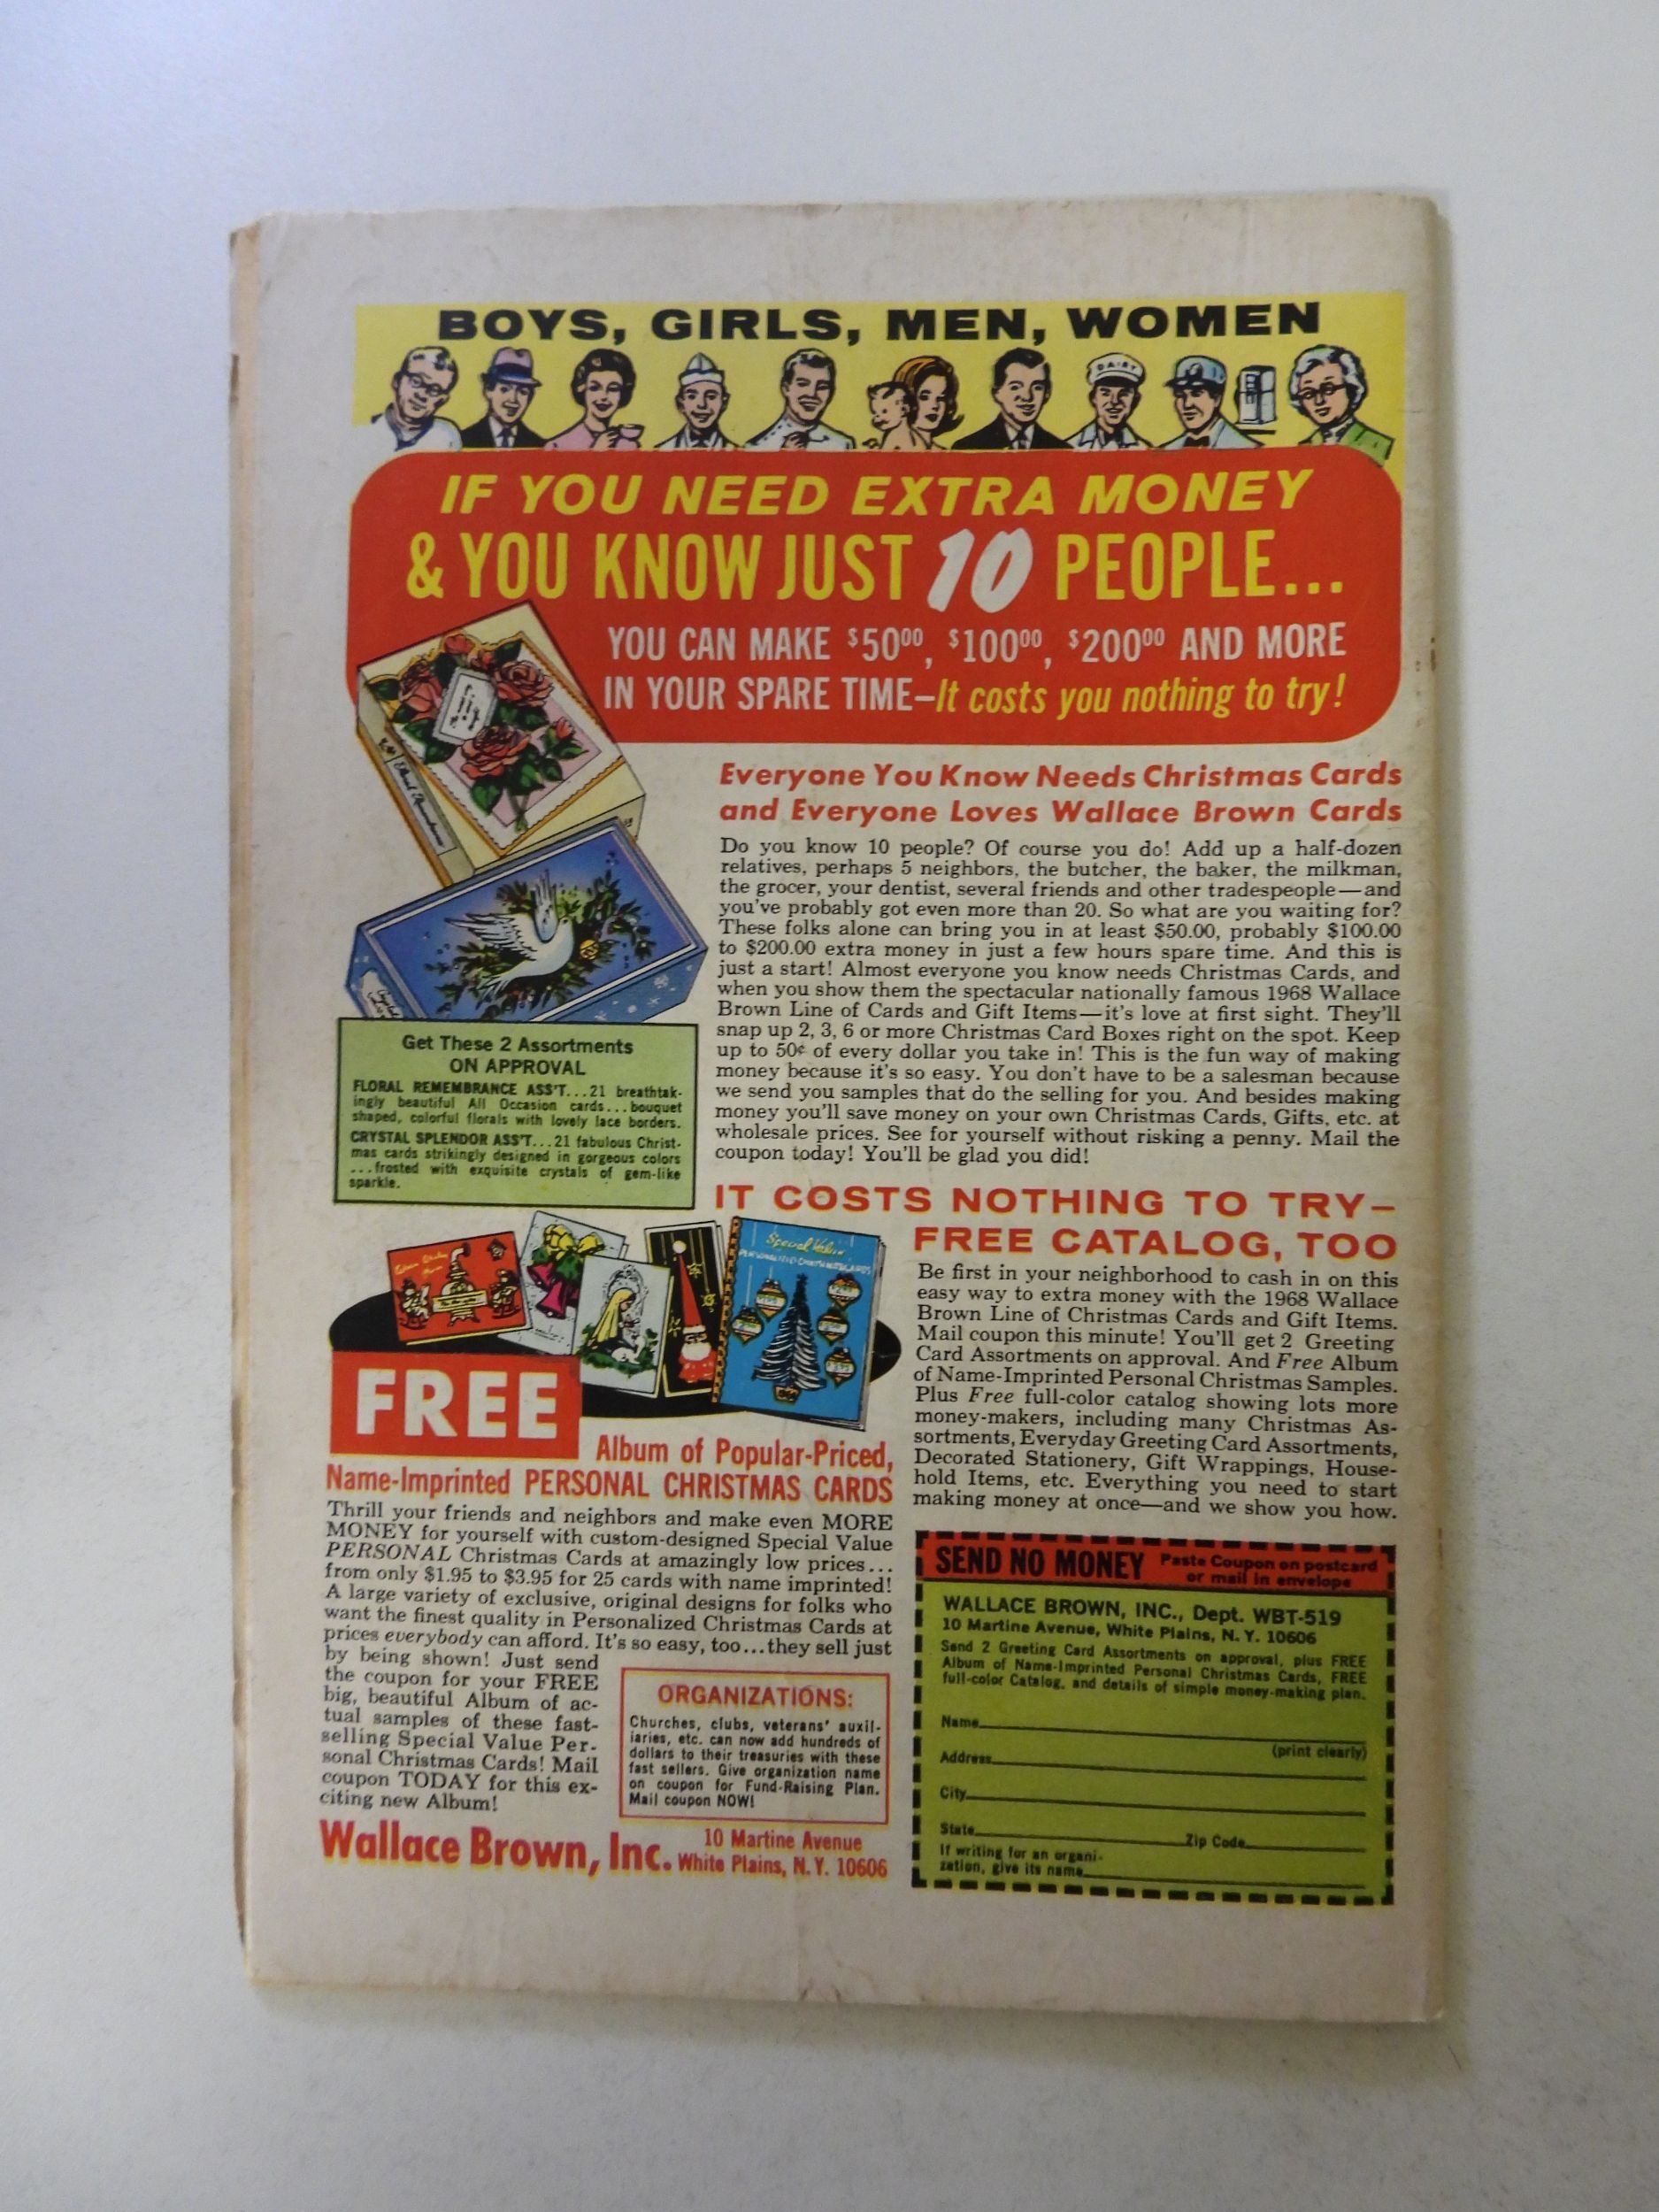 BOYS, GIRLS, MEN, WOMEN
DAIRY
IF YOU NEED EXTRA MONEY
& YOU KNOW JUST 10 PEOPLE...
YOU CAN MAKE $50⁰⁰, $100⁰⁰, $200⁰⁰ AND MORE
IN YOUR SPARE TIME—It costs you nothing to try!
Everyone You Know Needs Christmas Cards
and Everyone Loves Wallace Brown Cards
Do you know 10 people? Of course you do! Add up a half-dozen
relatives, perhaps 5 neighbors, the butcher, the baker, the milkman,
the grocer, your dentist, several friends and other tradespeople—and
you've probably got even more than 20. So what are you waiting for?
These folks alone can bring you in at least $50.00, probably $100.00
to $200.00 extra money in just a few hours spare time. And this is
just a start! Almost everyone you know needs Christmas Cards, and
when you show them the spectacular nationally famous 1968 Wallace
Brown Line of Cards and Gift Items—it's love at first sight. They'll
snap up 2, 3, 6 or more Christmas Card Boxes right on the spot. Keep
up to 50¢ of every dollar you take in! This is the fun way of making
money because it's so easy. You don't have to be a salesman because
we send you samples that do the selling for you. And besides making
money you'll save money on your own Christmas Cards, Gifts, etc. at
wholesale prices. See for yourself without risking a penny. Mail the
coupon today! You'll be glad you did!
Get These 2 Assortments
ON APPROVAL
FLORAL REMEMBRANCE ASS'T...21 breathtak-
ingly beautiful All Occasion cards...bouquet
shaped, colorful florals with lovely lace borders.
CRYSTAL SPLENDOR ASS'T...21 fabulous Christ-
mas cards strikingly designed in gorgeous colors
...frosted with exquisite crystals of gem-like
sparkle.
IT COSTS NOTHING TO TRY—
FREE CATALOG, TOO
Be first in your neighborhood to cash in on this
easy way to extra money with the 1968 Wallace
Brown Line of Christmas Cards and Gift Items.
Mail coupon this minute! You'll get 2 Greeting
Card Assortments on approval. And Free Album
of Name-Imprinted Personal Christmas Samples.
Plus Free full-color catalog showing lots more
money-makers, including many Christmas As-
sortments, Everyday Greeting Card Assortments,
Decorated Stationery, Gift Wrappings, House-
hold Items, etc. Everything you need to start
making money at once—and we show you how.
Special Value
PERSONALIZED CHRISTMAS CARDS
FREE
Album of Popular-Priced,
Name-Imprinted PERSONAL CHRISTMAS CARDS
Thrill your friends and neighbors and make even MORE
MONEY for yourself with custom-designed Special Value
PERSONAL Christmas Cards at amazingly low prices...
from only $1.95 to $3.95 for 25 cards with name imprinted!
A large variety of exclusive, original designs for folks who
want the finest quality in Personalized Christmas Cards at
prices everybody can afford. It's so easy, too...they sell just
by being shown! Just send
the coupon for your FREE
big, beautiful Album of ac-
tual samples of these fast-
selling Special Value Per-
sonal Christmas Cards! Mail
coupon TODAY for this ex-
citing new Album!
ORGANIZATIONS:
Churches, clubs, veterans' auxil-
iaries, etc. can now add hundreds of
dollars to their treasuries with these
fast sellers. Give organization name
on coupon for Fund-Raising Plan.
Mail coupon NOW!
Wallace Brown, Inc. 10 Martine Avenue
White Plains, N.Y. 10606
SEND NO MONEY Paste Coupon on postcard
or mail in envelope
WALLACE BROWN, INC., Dept. WBT-519
10 Martine Avenue, White Plains, N.Y. 10606
Send 2 Greeting Card Assortments on approval, plus FREE
Album of Name-Imprinted Personal Christmas Cards, FREE
full-color Catalog, and details of simple money-making plan.
Name
(print clearly)
Address
City
State Zip Code
If writing for an organi-
zation, give its name